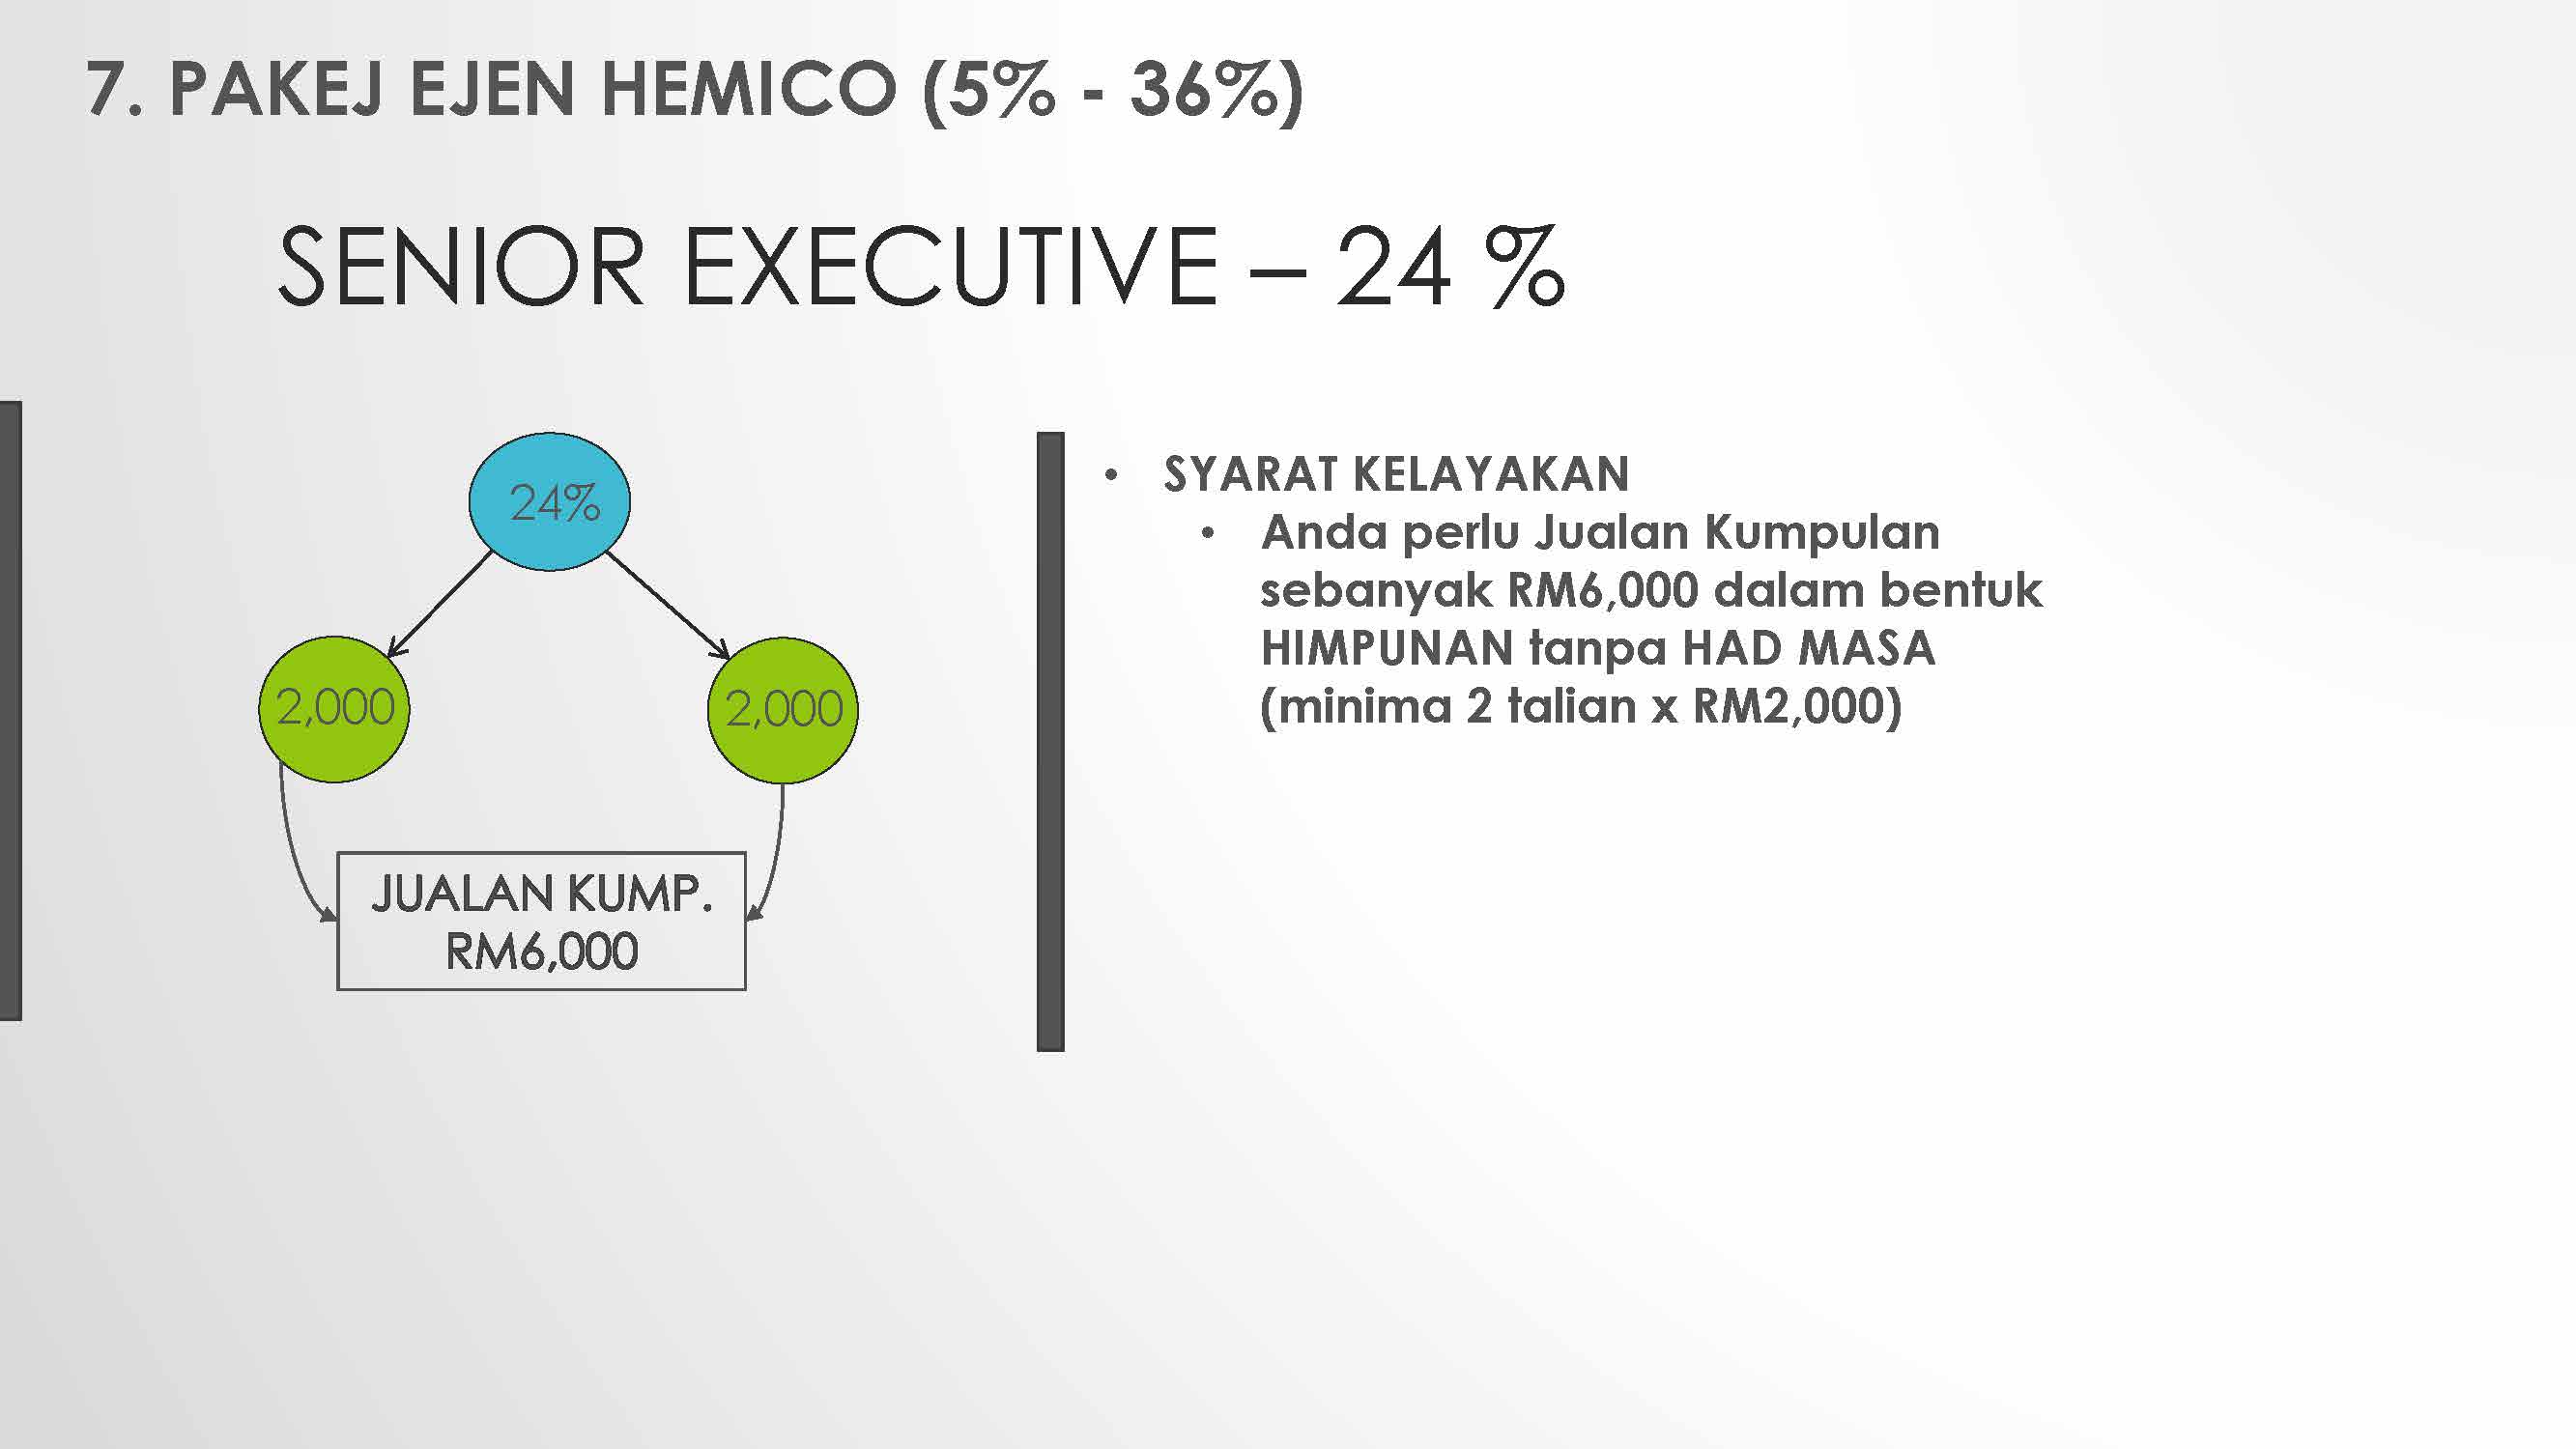 7. PAKEJ EJEN HEMICO (5% - 36%)
SENIOR EXECUTIVE – 24 %
24%
2,000
2,000
JUALAN KUMP.
RM6,000
• SYARAT KELAYAKAN
• Anda perlu Jualan Kumpulan
sebanyak RM6,000 dalam bentuk
HIMPUNAN tanpa HAD MASA
(minima 2 talian x RM2,000)